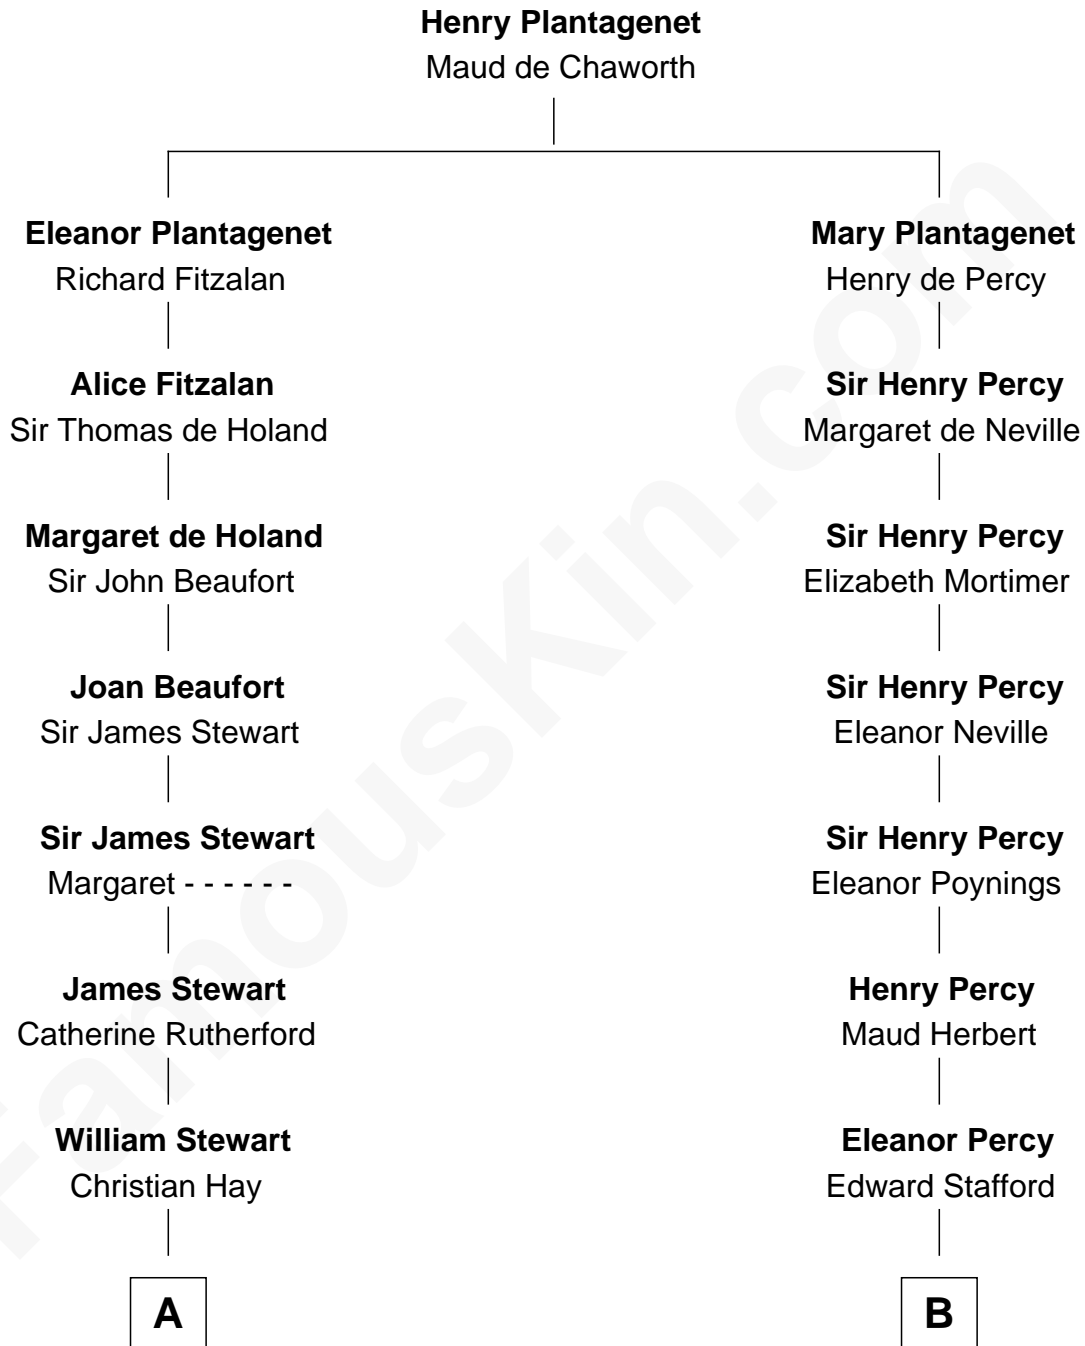 Henry Plantagenet
Maud de Chaworth
Eleanor Plantagenet
Richard Fitzalan
Mary Plantagenet
Henry de Percy
Alice Fitzalan
Sir Thomas de Holand
Sir Henry Percy
Margaret de Neville
Margaret de Holand
Sir John Beaufort
Sir Henry Percy
Elizabeth Mortimer
Joan Beaufort
Sir James Stewart
Sir Henry Percy
Eleanor Neville
Sir James Stewart
Margaret - - - - - -
Sir Henry Percy
Eleanor Poynings
James Stewart
Catherine Rutherford
Henry Percy
Maud Herbert
William Stewart
Christian Hay
Eleanor Percy
Edward Stafford
A
B
FamousKin.com